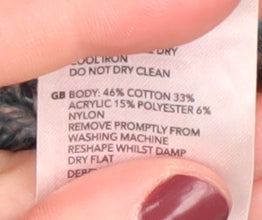 DRY
COOL IRON
DO NOT DRY CLEAN
GB BODY: 46% COTTON 33%
ACRYLIC 15% POLYESTER 6%
NYLON
REMOVE PROMPTLY FROM
WASHING MACHINE
RESHAPE WHILST DAMP
DRY FLAT